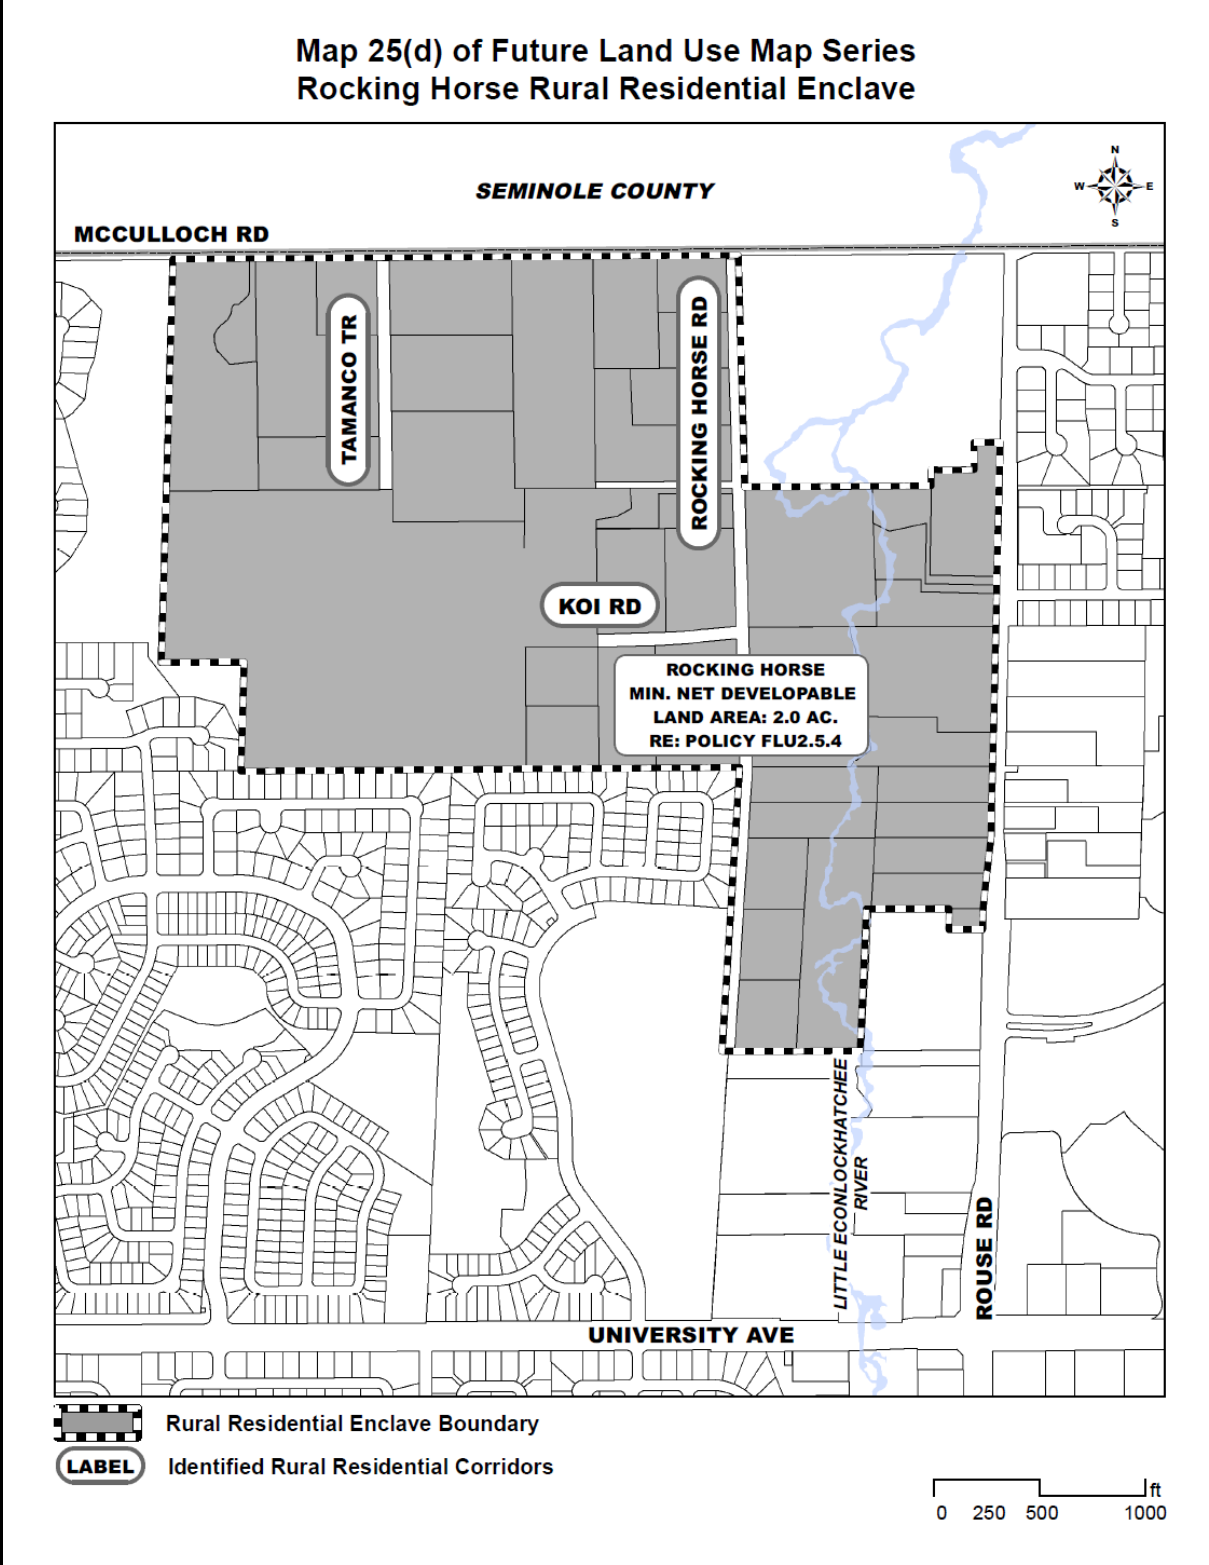 Map 25(d) of Future Land Use Map Series
Rocking Horse Rural Residential Enclave
N
W E
S
SEMINOLE COUNTY
MCCULLOCH RD
TAMANCO TR
ROCKING HORSE RD
KOI RD
ROCKING HORSE
MIN. NET DEVELOPABLE
LAND AREA: 2.0 AC.
RE: POLICY FLU2.5.4
LITTLE ECONLOCKHATCHEE
RIVER
ROUSE RD
UNIVERSITY AVE
Rural Residential Enclave Boundary
LABEL Identified Rural Residential Corridors
ft
0 250 500 1000